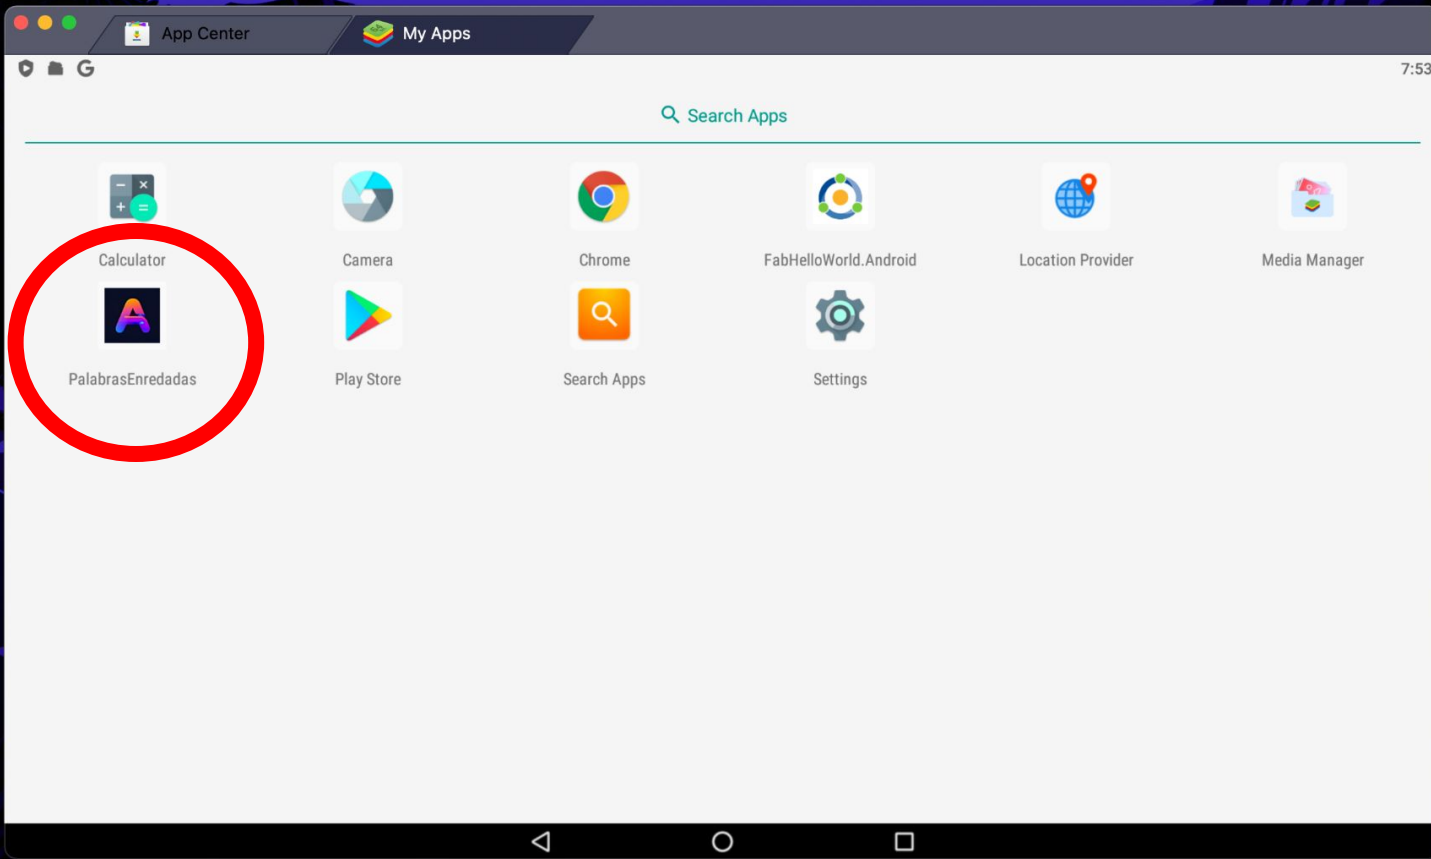 App Center
My Apps
7:53
Search Apps
Calculator
Camera
Chrome
FabHelloWorld.Android
Location Provider
Media Manager
PalabrasEnredadas
Play Store
Search Apps
Settings